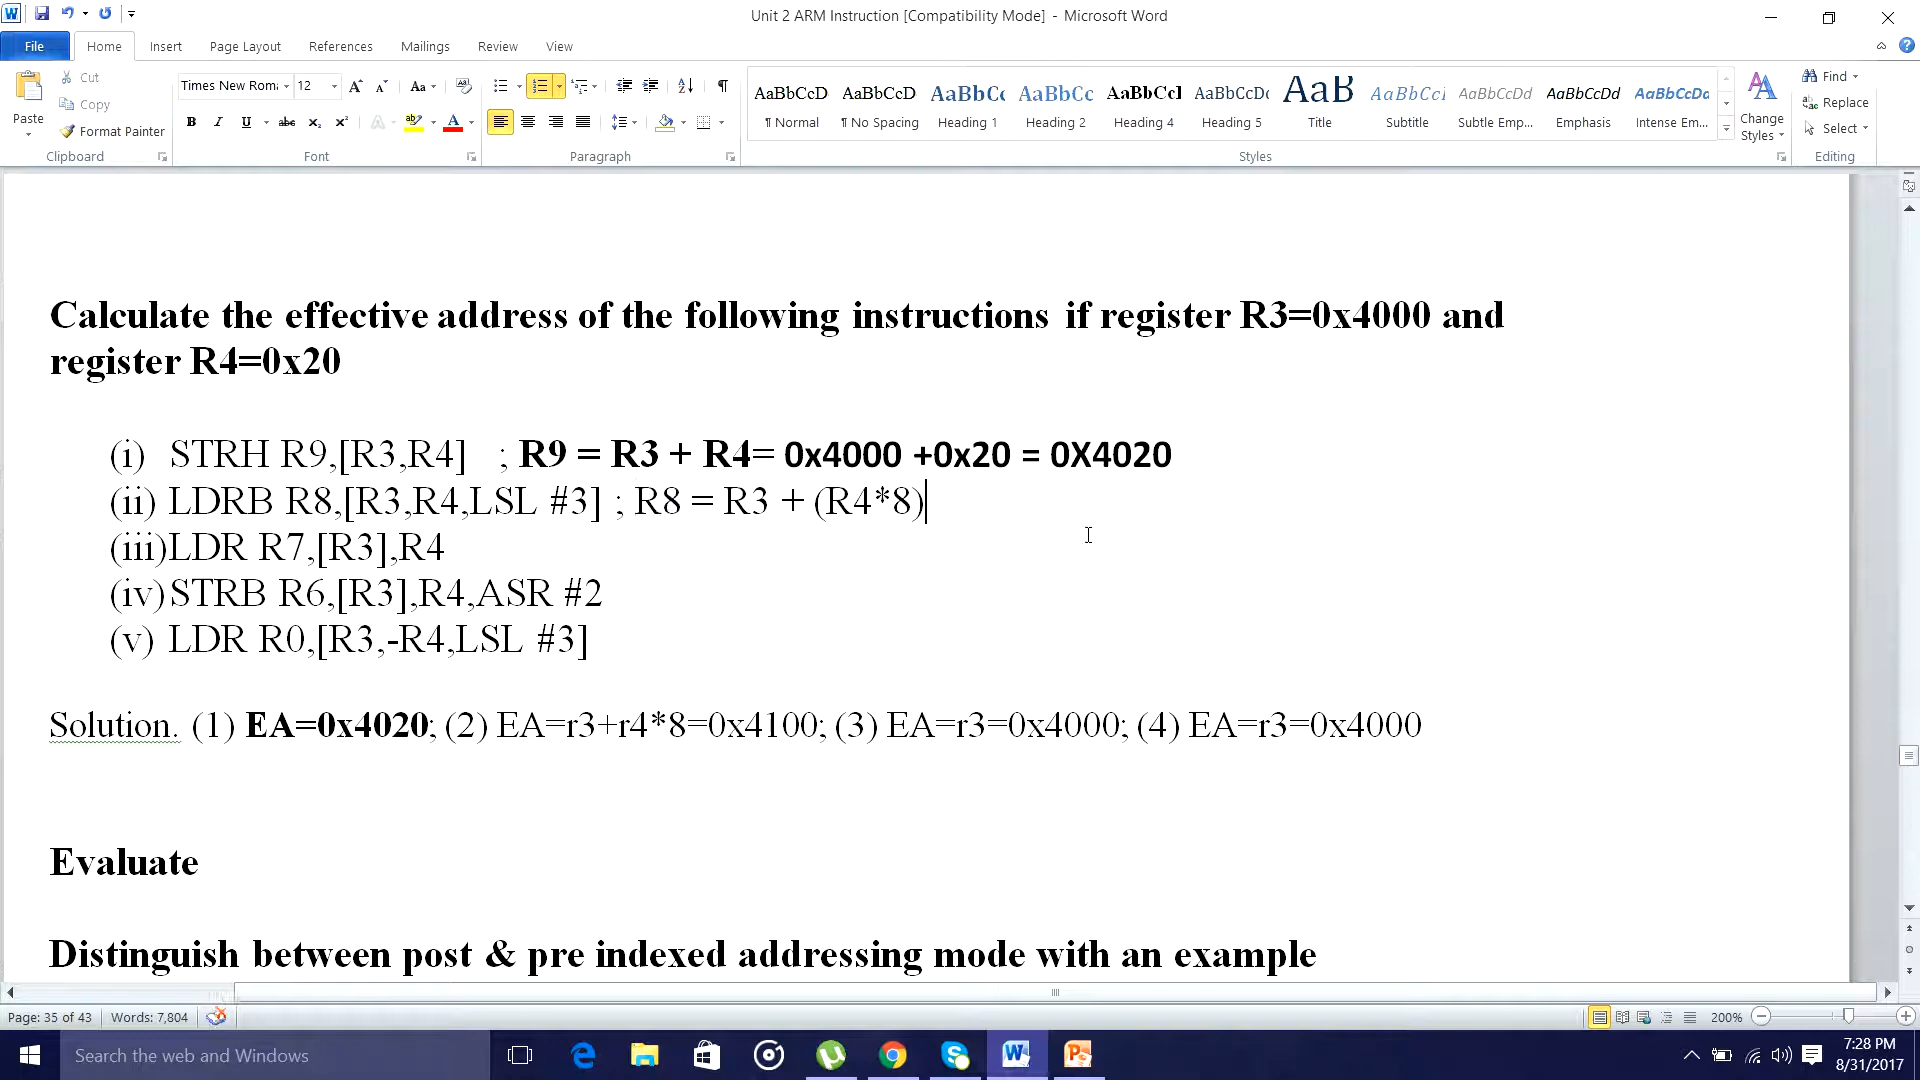 Unit 2 ARM Instruction [Compatibility Mode] - Microsoft Word
File Home Insert Page Layout References Mailings Review View
Cut
Copy
Format Painter
Paste
Clipboard
Times New Rom 12
Font
Paragraph
AaBbCcD AaBbCcD AaBbC AaBbCc AaBbCcI AaBbCcD AaB AaBbCcI AaBbCcDd AaBbCcDd AaBbCcDd
¶ Normal ¶ No Spacing Heading 1 Heading 2 Heading 4 Heading 5 Title Subtitle Subtle Emp... Emphasis Intense Em...
Styles
Change Styles
Find
Replace
Select
Editing
Calculate the effective address of the following instructions if register R3=0x4000 and
register R4=0x20
(i) STRH R9,[R3,R4] ; R9 = R3 + R4= 0x4000 +0x20 = 0X4020
(ii) LDRB R8,[R3,R4,LSL #3] ; R8 = R3 + (R4*8)
(iii)LDR R7,[R3],R4
(iv)STRB R6,[R3],R4,ASR #2
(v) LDR R0,[R3,-R4,LSL #3]
Solution. (1) EA=0x4020; (2) EA=r3+r4*8=0x4100; (3) EA=r3=0x4000; (4) EA=r3=0x4000
Evaluate
Distinguish between post & pre indexed addressing mode with an example
Page: 35 of 43 Words: 7,804 200%
Search the web and Windows
7:28 PM
8/31/2017